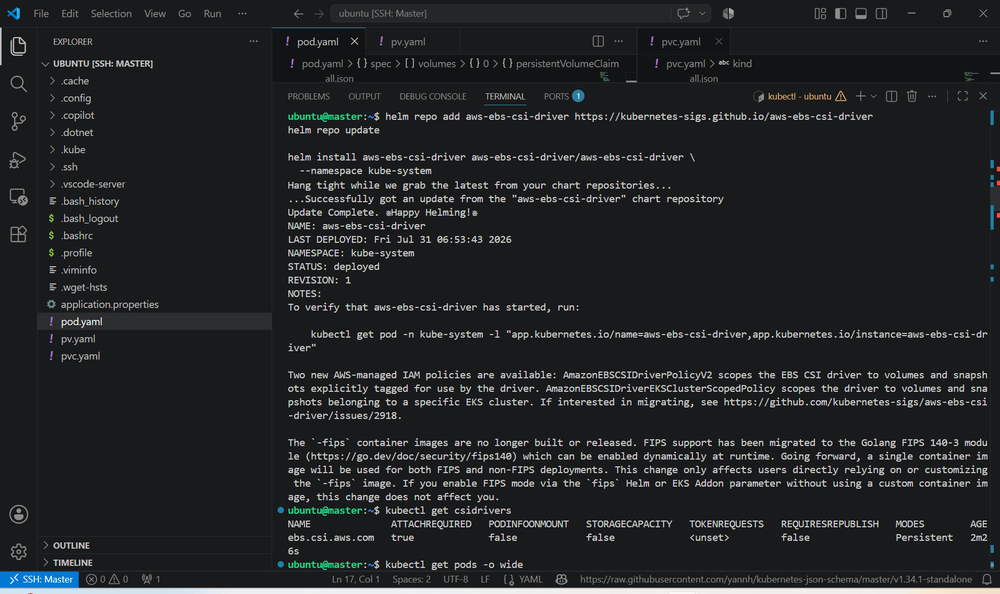 File Edit Selection View Go Run ... ubuntu [SSH: Master]
EXPLORER ...
UBUNTU [SSH: MASTER]
.cache
.config
.copilot
.dotnet
.kube
.ssh
.vscode-server
.bash_history
$ .bash_logout
$ .bashrc
$ .profile
.viminfo
.wget-hsts
application.properties
! pod.yaml
! pv.yaml
! pvc.yaml
OUTLINE
TIMELINE
! pod.yaml ! pv.yaml ...
! pod.yaml > { } spec > [ ] volumes > { } 0 > { } persistentVolumeClaim
all.json
! pvc.yaml ...
! pvc.yaml > abc kind
all.json
PROBLEMS OUTPUT DEBUG CONSOLE TERMINAL PORTS 1 kubectl - ubuntu ...
ubuntu@master:~$ helm repo add aws-ebs-csi-driver https://kubernetes-sigs.github.io/aws-ebs-csi-driver
helm repo update
helm install aws-ebs-csi-driver aws-ebs-csi-driver/aws-ebs-csi-driver \
--namespace kube-system
Hang tight while we grab the latest from your chart repositories...
...Successfully got an update from the "aws-ebs-csi-driver" chart repository
Update Complete. ⎈Happy Helming!⎈
NAME: aws-ebs-csi-driver
LAST DEPLOYED: Fri Jul 31 06:53:43 2026
NAMESPACE: kube-system
STATUS: deployed
REVISION: 1
NOTES:
To verify that aws-ebs-csi-driver has started, run:
kubectl get pod -n kube-system -l "app.kubernetes.io/name=aws-ebs-csi-driver,app.kubernetes.io/instance=aws-ebs-csi-dr
iver"
Two new AWS-managed IAM policies are available: AmazonEBSCSIDriverPolicyV2 scopes the EBS CSI driver to volumes and snapsh
ots explicitly tagged for use by the driver. AmazonEBSCSIDriverEKSClusterScopedPolicy scopes the driver to volumes and sna
pshots belonging to a specific EKS cluster. If interested in migrating, see https://github.com/kubernetes-sigs/aws-ebs-csi
-driver/issues/2918.
The `-fips` container images are no longer built or released. FIPS support has been migrated to the Golang FIPS 140-3 modu
le (https://go.dev/doc/security/fips140) which can be enabled dynamically at runtime. Going forward, a single container im
age will be used for both FIPS and non-FIPS deployments. This change only affects users directly relying on or customizing
the `-fips` image. If you enable FIPS mode via the `fips` Helm or EKS Addon parameter without using a custom container im
age, this change does not affect you.
ubuntu@master:~$ kubectl get csidrivers
NAME ATTACHREQUIRED PODINFOONMOUNT STORAGECAPACITY TOKENREQUESTS REQUIRESREPUBLISH MODES AGE
ebs.csi.aws.com true false false <unset> false Persistent 2m2
6s
ubuntu@master:~$ kubectl get pods -o wide
SSH: Master 0 0 1 Ln 17, Col 1 Spaces: 2 UTF-8 LF YAML https://raw.githubusercontent.com/yannh/kubernetes-json-schema/master/v1.34.1-standalone